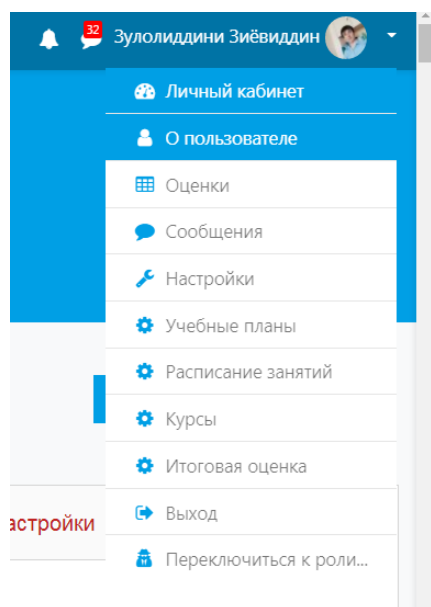 32
Зулолиддини Зиёвиддин
Личный кабинет
О пользователе
Оценки
Сообщения
Настройки
Учебные планы
Расписание занятий
Курсы
Итоговая оценка
астройки
Выход
Переключиться к роли...